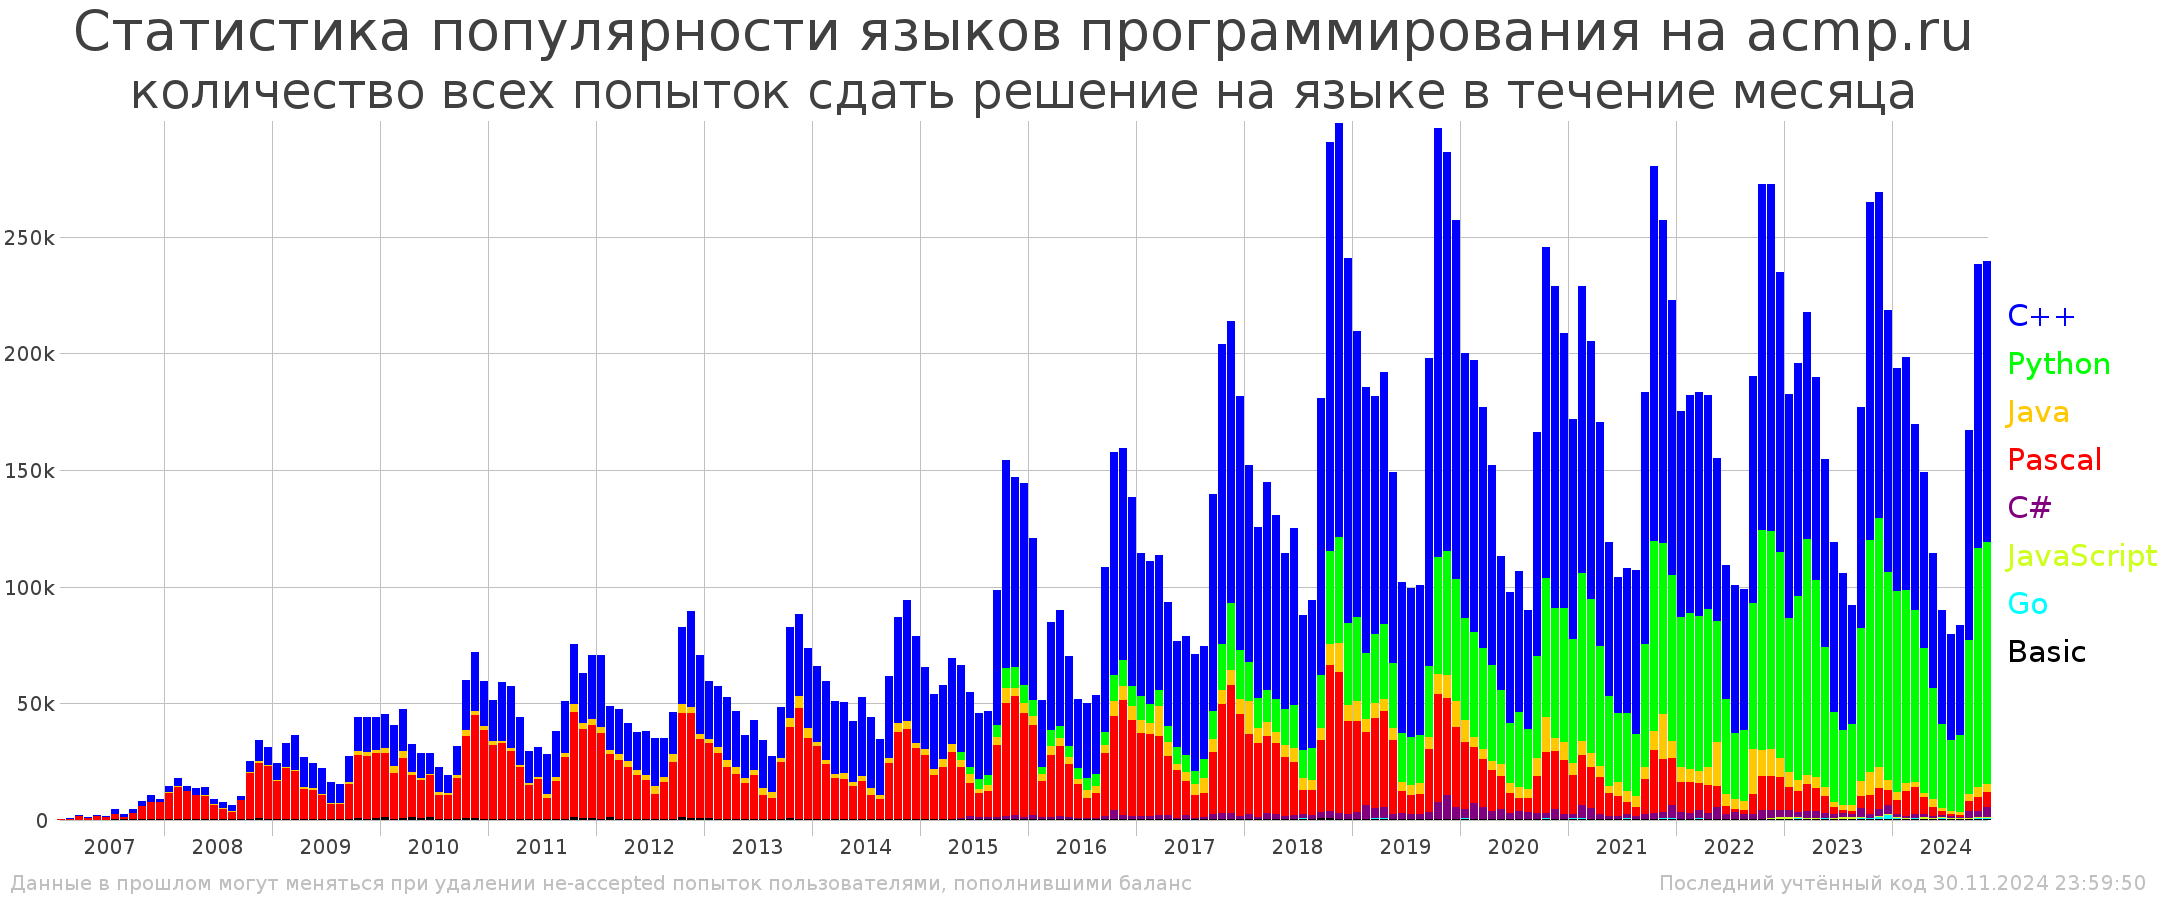 Статистика популярности языков программирования на acmp.ru
количество всех попыток сдать решение на языке в течение месяца
250k
200k
150k
100k
50k
0
C++
Python
Java
Pascal
C#
JavaScript
Go
Basic
2007 2008 2009 2010 2011 2012 2013 2014 2015 2016 2017 2018 2019 2020 2021 2022 2023 2024
Данные в прошлом могут меняться при удалении не-accepted попыток пользователями, пополнившими баланс
Последний учтённый код 30.11.2024 23:59:50